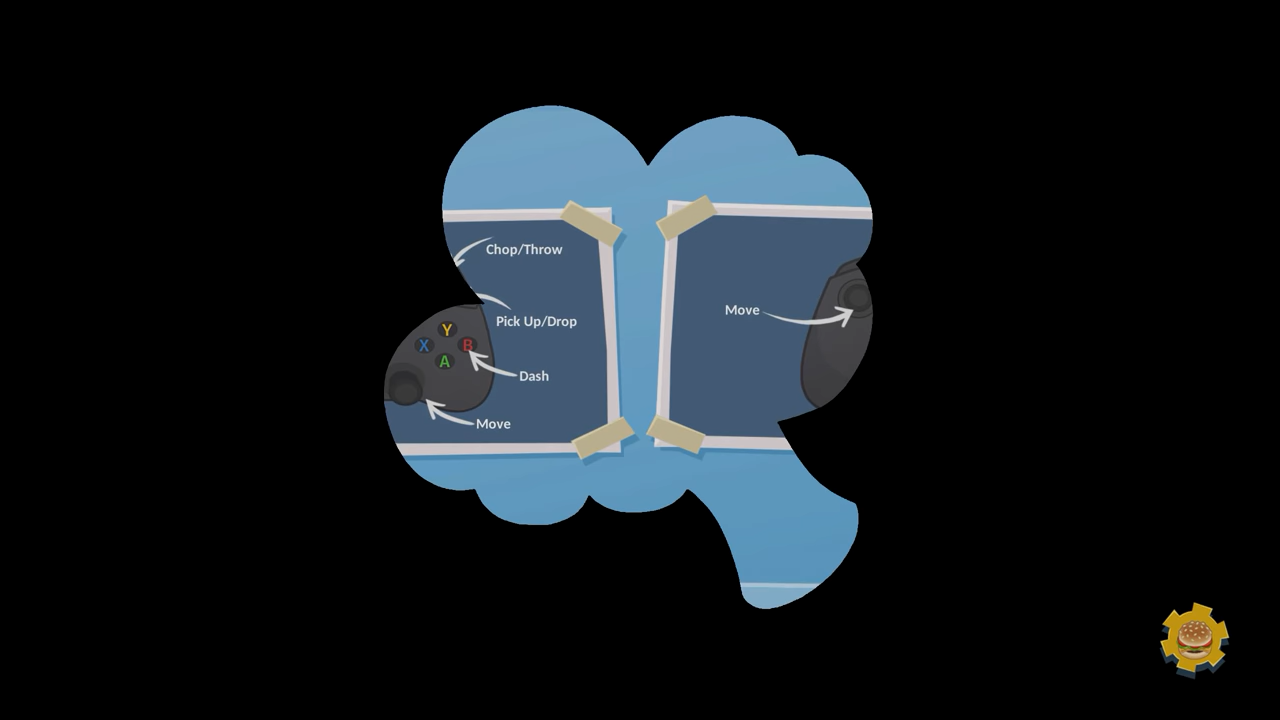 Chop/Throw
Pick Up/Drop
Y
X B
A
Dash
Move
Move